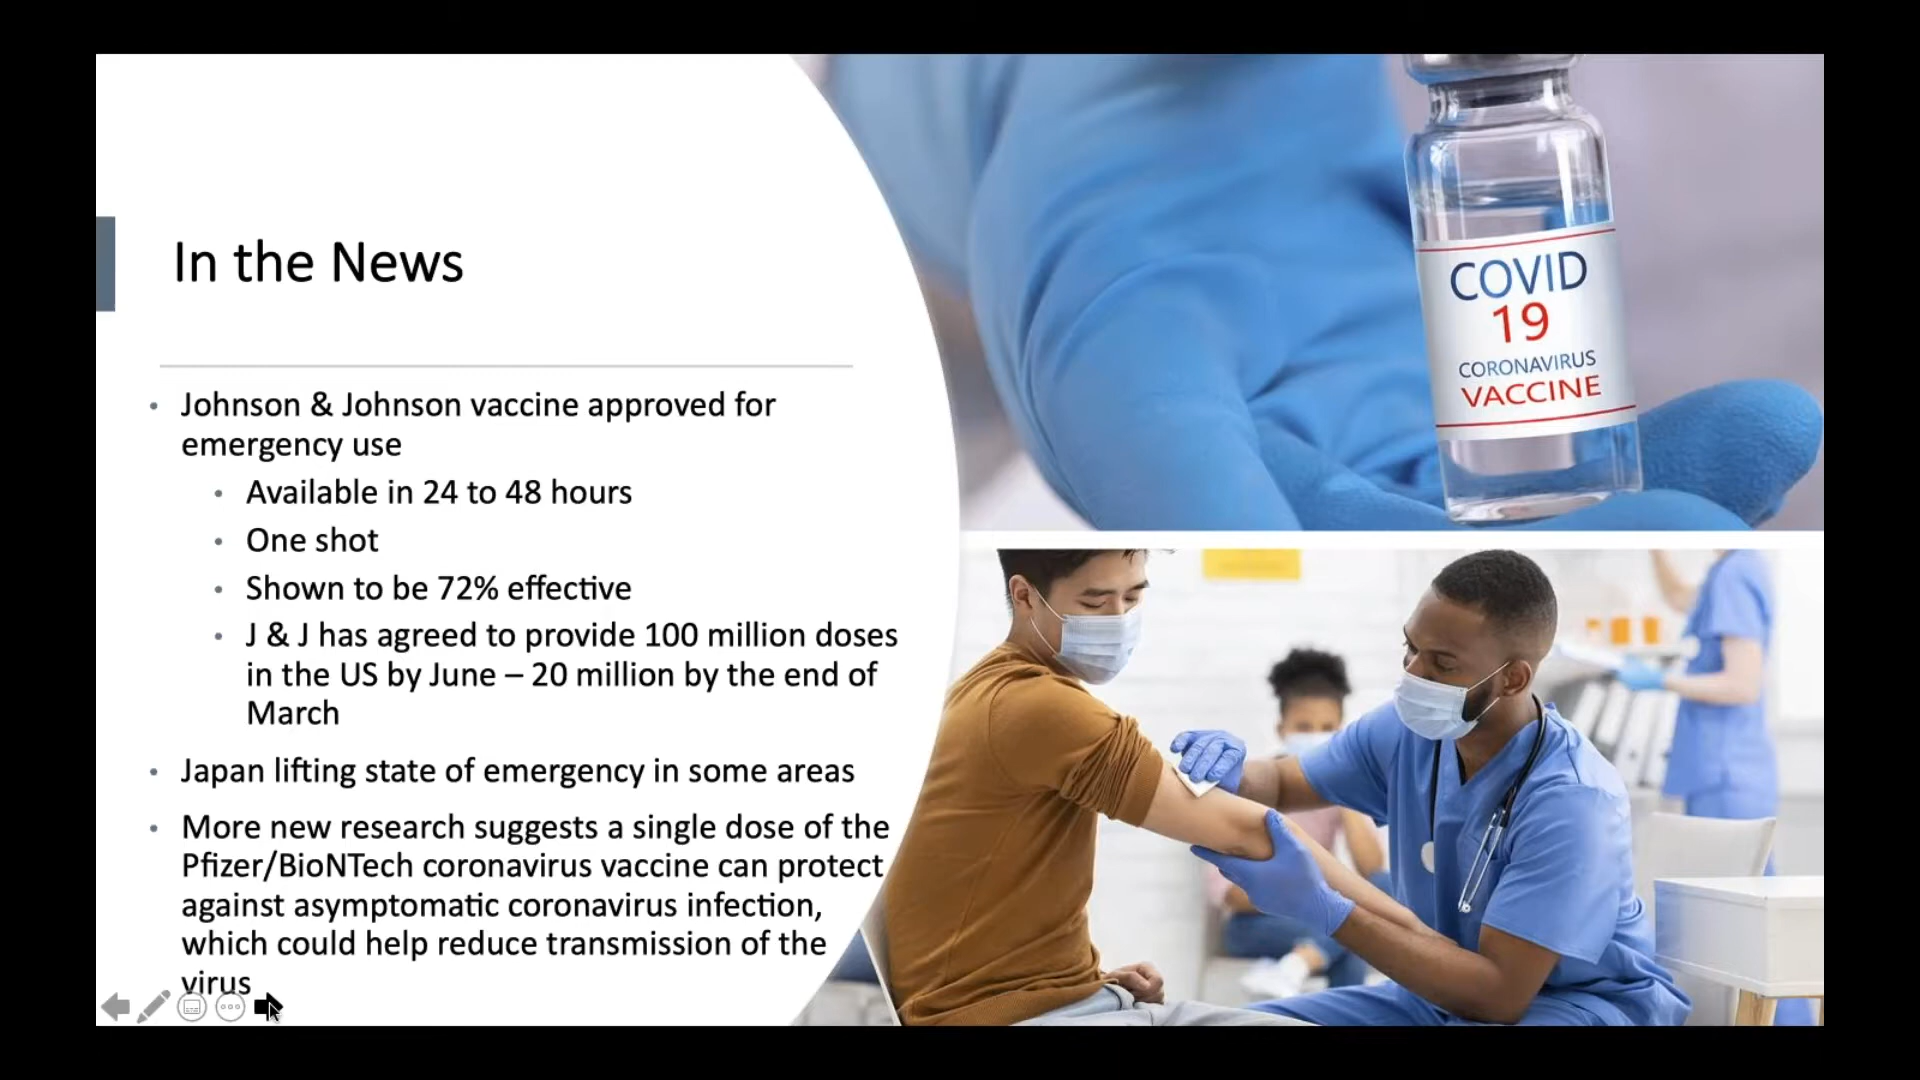 In the News
• Johnson & Johnson vaccine approved for
emergency use
• Available in 24 to 48 hours
• One shot
• Shown to be 72% effective
• J & J has agreed to provide 100 million doses
in the US by June – 20 million by the end of
March
• Japan lifting state of emergency in some areas
• More new research suggests a single dose of the
Pfizer/BioNTech coronavirus vaccine can protect
against asymptomatic coronavirus infection,
which could help reduce transmission of the
virus
COVID
19
CORONAVIRUS
VACCINE